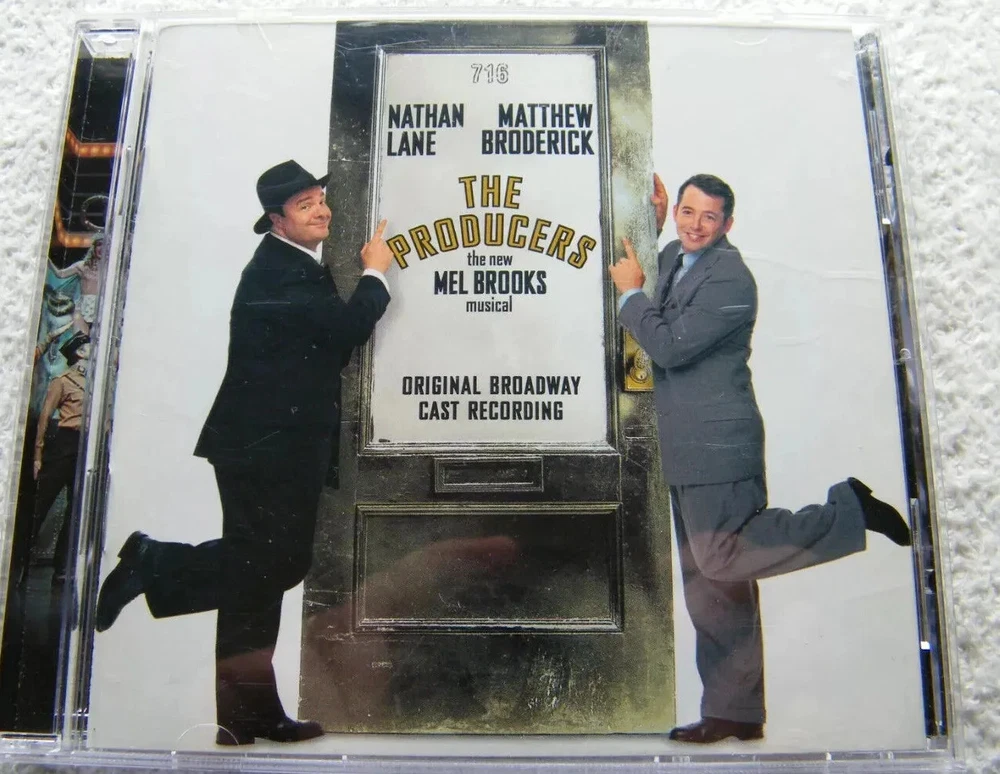 716
NATHAN MATTHEW
LANE BRODERICK
THE
PRODUCERS
the new
MEL BROOKS
musical
ORIGINAL BROADWAY
CAST RECORDING